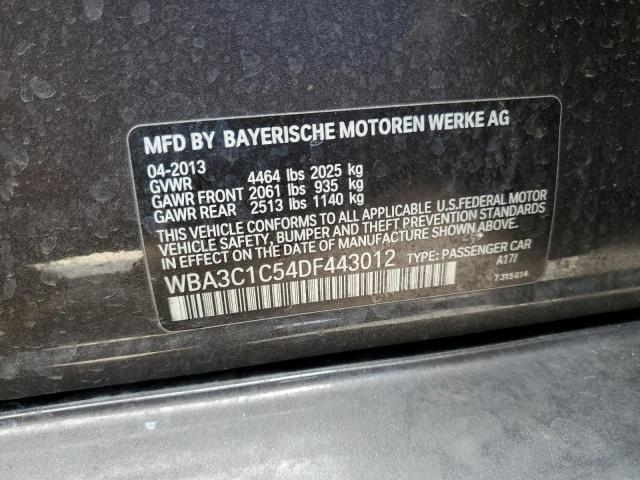 MFD BY BAYERISCHE MOTOREN WERKE AG
04-2013
GVWR 4464 lbs 2025 kg
GAWR FRONT 2061 lbs 935 kg
GAWR REAR 2513 lbs 1140 kg
THIS VEHICLE CONFORMS TO ALL APPLICABLE U.S.FEDERAL MOTOR
VEHICLE SAFETY, BUMPER AND THEFT PREVENTION STANDARDS
IN EFFECT ON THE DATE OF MANUFACTURE SHOWN ABOVE.
WBA3C1C54DF443012 TYPE: PASSENGER CAR
A17/
7315614